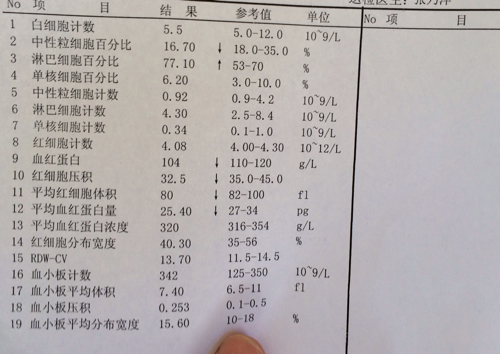 送检医生:
No 项 目 结 果 参考值 单位
No 项 目
1 白细胞计数 5.5 5.0-12.0 10~9/L
2 中性粒细胞百分比 16.70 ↓ 18.0-35.0 %
3 淋巴细胞百分比 77.10 ↑ 53-70 %
4 单核细胞百分比 6.20 3.0-10.0 %
5 中性粒细胞计数 0.92 0.9-4.2 10~9/L
6 淋巴细胞计数 4.30 2.5-8.4 10~9/L
7 单核细胞计数 0.34 0.1-1.0 10~9/L
8 红细胞计数 4.08 4.00-4.30 10~12/L
9 血红蛋白 104 ↓ 110-120 g/L
10 红细胞压积 32.5 ↓ 35.0-45.0
11 平均红细胞体积 80 ↓ 82-100 fl
12 平均血红蛋白量 25.40 ↓ 27-34 pg
13 平均血红蛋白浓度 320 316-354 g/L
14 红细胞分布宽度 40.30 35-56 %
15 RDW-CV 13.70 11.5-14.5
16 血小板计数 342 125-350 10~9/L
17 血小板平均体积 7.40 6.5-11 fl
18 血小板压积 0.253 0.1-0.5
19 血小板平均分布宽度 15.60 10-18 %